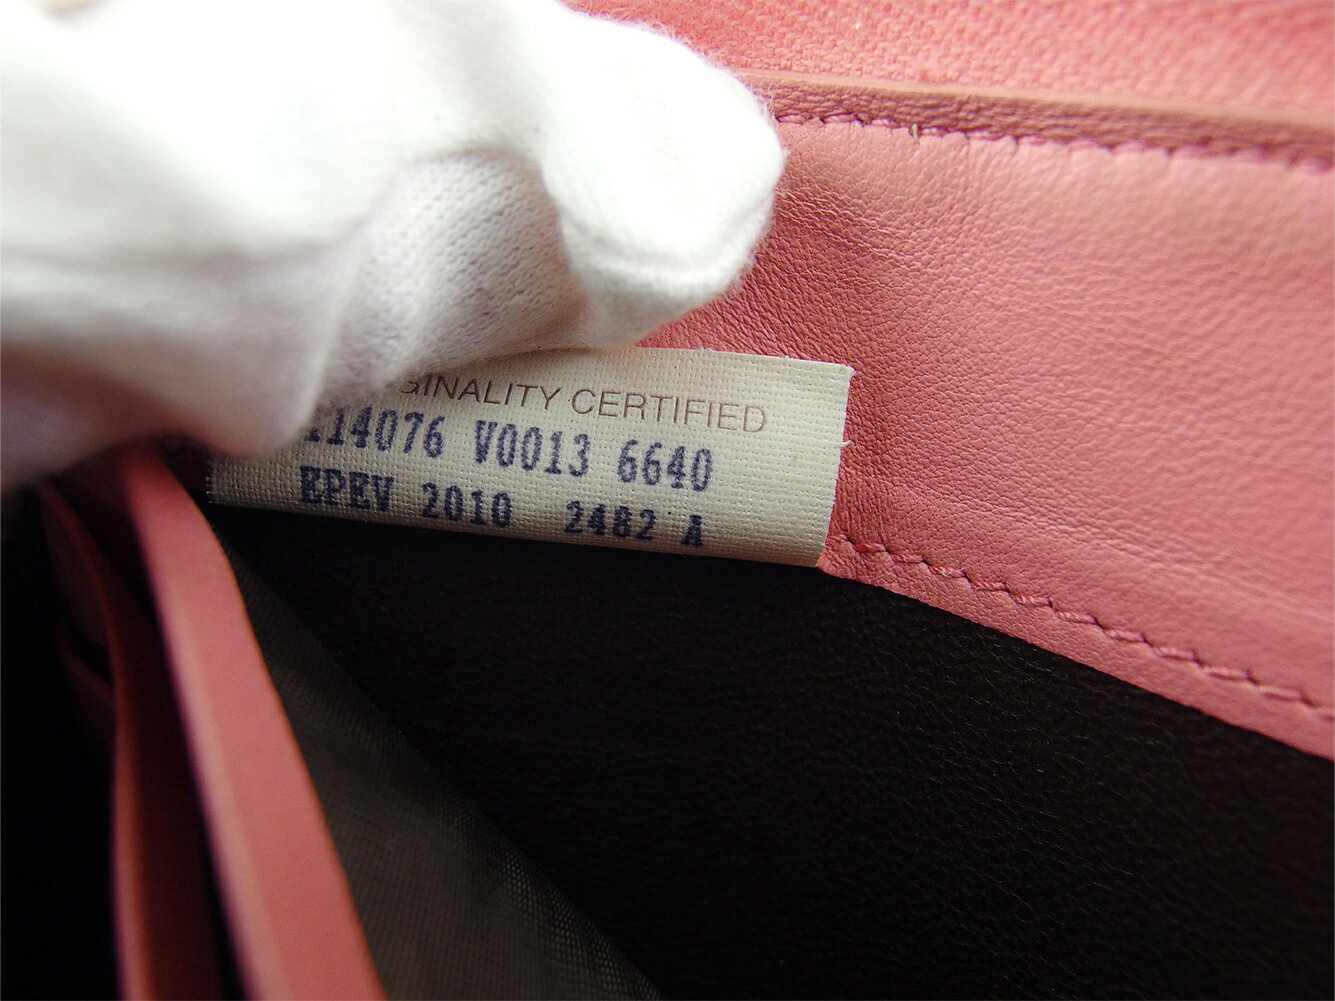 GINALITY CERTIFIED
114076 V0013 6640
EPEV 2010 2482 A